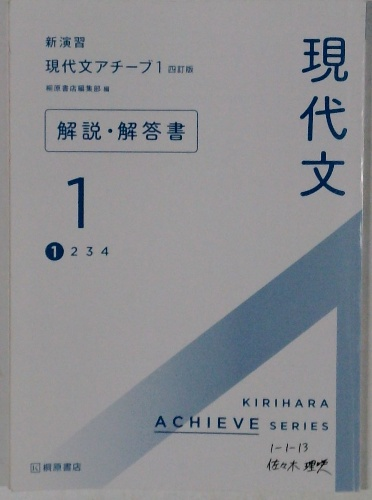 新演習
現代文アチーブ1 四訂版
桐原書店編集部 編
現代文
解説・解答書
1
1 2 3 4
KIRIHARA
ACHIEVE SERIES
1-1-13
佐々木 理咲
桐原書店